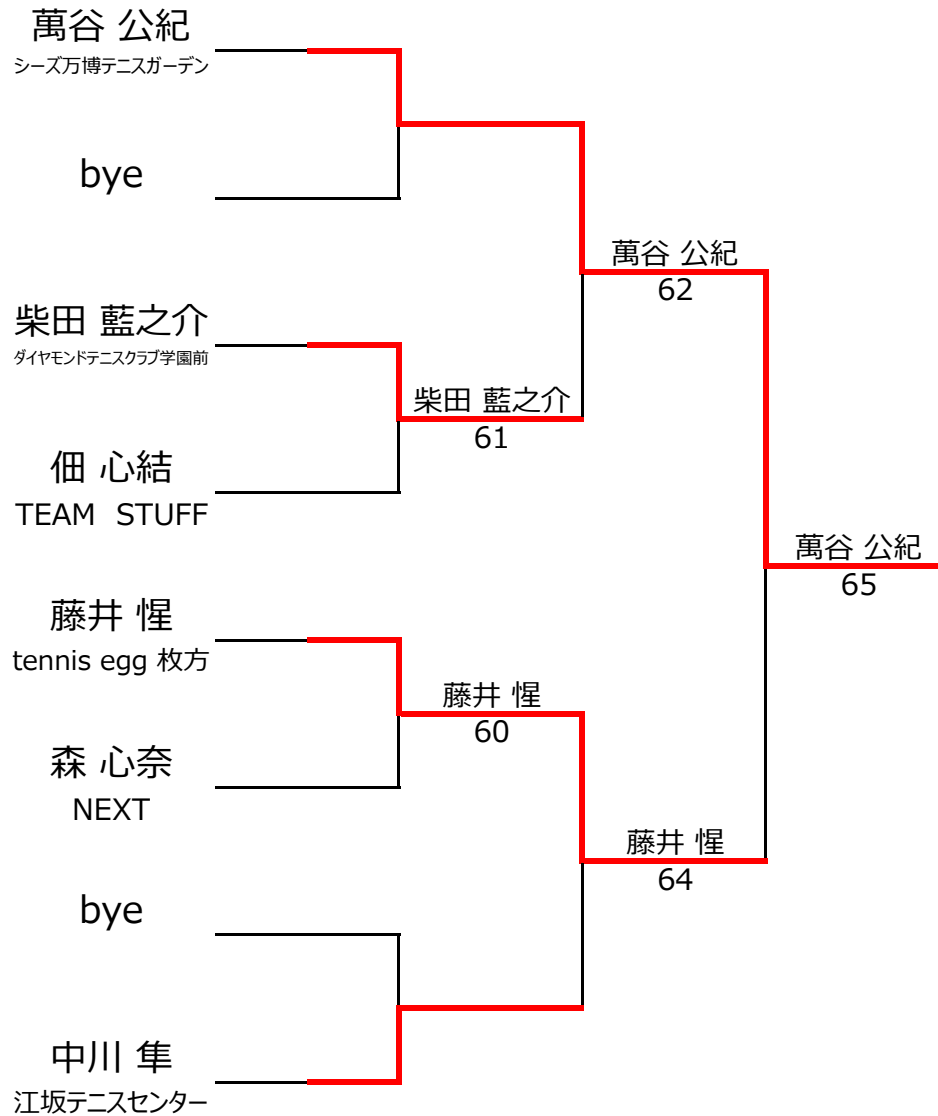 萬谷 公紀
シーズ万博テニスガーデン
bye
萬谷 公紀
62
柴田 藍之介
ダイヤモンドテニスクラブ学園前
柴田 藍之介
61
佃 心結
TEAM STUFF
萬谷 公紀
65
藤井 惺
tennis egg 枚方
藤井 惺
60
森 心奈
NEXT
藤井 惺
64
bye
中川 隼
江坂テニスセンター